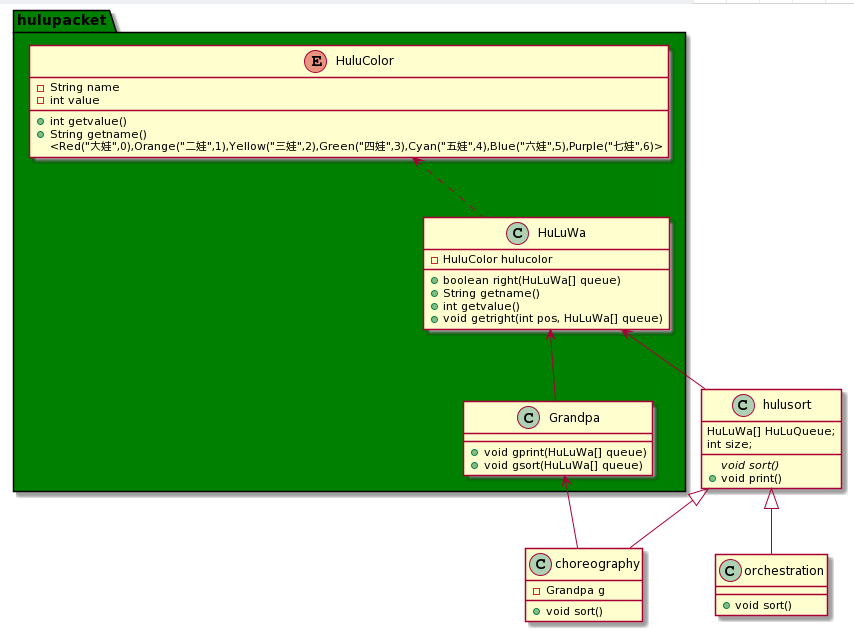 hulupacket
E HuluColor
String name
int value
int getvalue()
String getname()
<Red("大娃",0),Orange("二娃",1),Yellow("三娃",2),Green("四娃",3),Cyan("五娃",4),Blue("六娃",5),Purple("七娃",6)>
C HuLuWa
HuluColor hulucolor
boolean right(HuLuWa[] queue)
String getname()
int getvalue()
void getright(int pos, HuLuWa[] queue)
C Grandpa
void gprint(HuLuWa[] queue)
void gsort(HuLuWa[] queue)
C hulusort
HuLuWa[] HuLuQueue;
int size;
void sort()
void print()
C choreography
Grandpa g
void sort()
C orchestration
void sort()